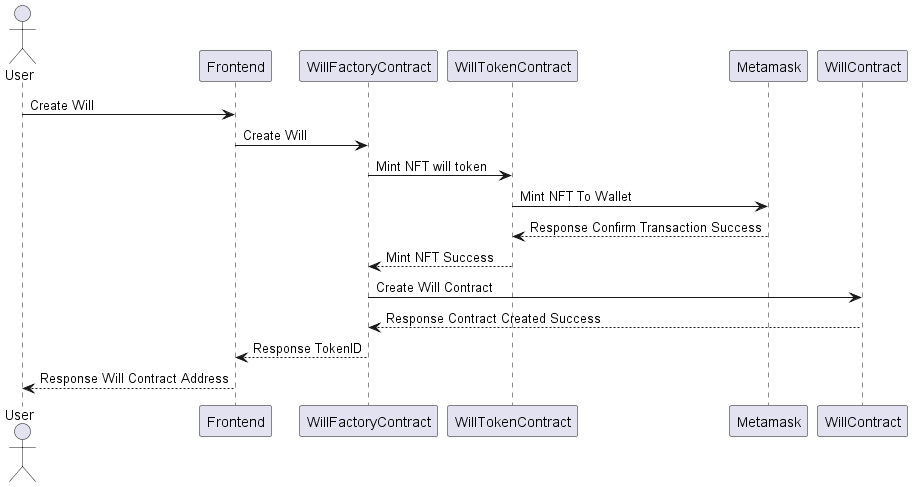 User
Frontend
WillFactoryContract
WillTokenContract
Metamask
WillContract
Create Will
Create Will
Mint NFT will token
Mint NFT To Wallet
Response Confirm Transaction Success
Mint NFT Success
Create Will Contract
Response Contract Created Success
Response TokenID
Response Will Contract Address
User
Frontend
WillFactoryContract
WillTokenContract
Metamask
WillContract